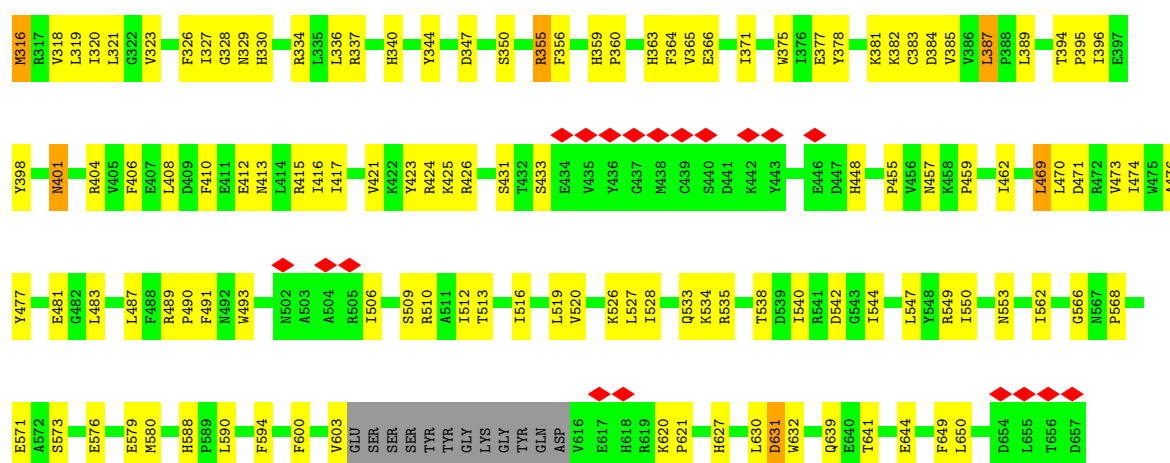 M316 R317 V318 L319 I320 L321 G322 V323 F326 I327 G328 N329 H330 R334 L335 L336 R337 H340 Y344 D347 S350 R355 F356 H359 P360 H363 F364 V365 E366 I371 W375 I376 E377 Y378 K381 K382 C383 D384 V385 V386 L387 P388 L389 T394 P395 I396 E397
Y398 N401 R404 V405 F406 E407 L408 D409 F410 E411 E412 N413 L414 R415 I416 I417 V421 K422 Y423 R424 K425 R426 S431 T432 S433 E434 V435 Y436 G437 M438 C439 S440 D441 K442 Y443 E446 D447 H448 P455 V456 N457 K458 P459 I462 L469 L470 D471 R472 V473 I474 W475 A476
Y477 E481 G482 L483 L487 F488 R489 P490 F491 N492 W493 N502 A503 A504 R505 I506 S509 R510 A511 I512 T513 I516 L519 V520 K526 L527 I528 Q533 K534 R535 T538 D539 I540 R541 D542 G543 I544 L547 Y548 R549 I550 N553 I562 G566 N567 P568
E571 A572 S573 E576 E579 M580 H588 P589 L590 F594 F600 V603 GLU SER SER SER TYR TYR GLY LYS GLY TYR GLN ASP V616 E617 H618 R619 K620 P621 H627 L630 D631 W632 Q639 E640 T641 E644 F649 L650 D654 L655 T656 D657